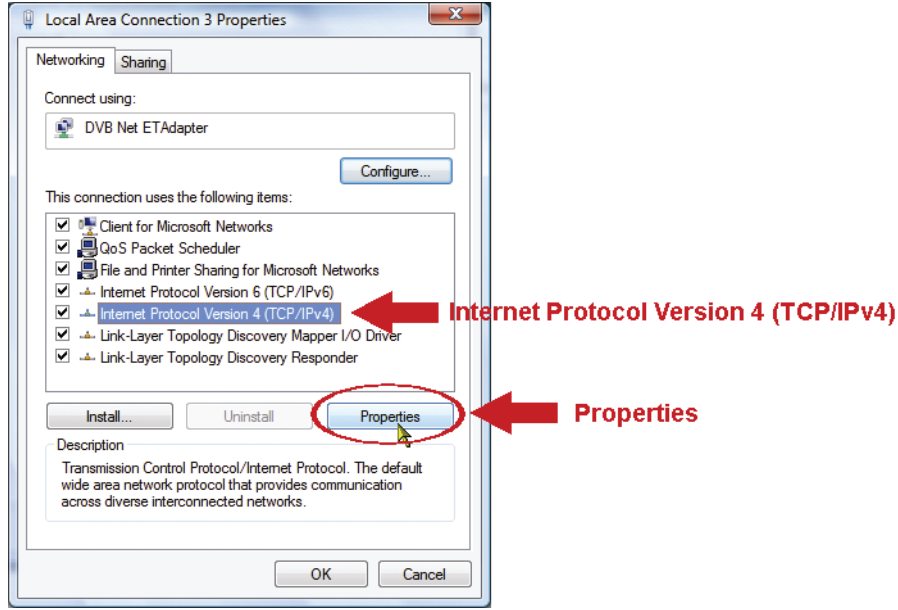 Local Area Connection 3 Properties
Networking
Sharing
Connect using:
DVB Net ETAdapter
Configure...
This connection uses the following items:
Client for Microsoft Networks
QoS Packet Scheduler
File and Printer Sharing for Microsoft Networks
Internet Protocol Version 6 (TCP/IPv6)
Internet Protocol Version 4 (TCP/IPv4)
Internet Protocol Version 4 (TCP/IPv4)
Link-Layer Topology Discovery Mapper I/O Driver
Link-Layer Topology Discovery Responder
Install...
Uninstall
Properties
Properties
Description
Transmission Control Protocol/Internet Protocol. The default
wide area network protocol that provides communication
across diverse interconnected networks.
OK
Cancel